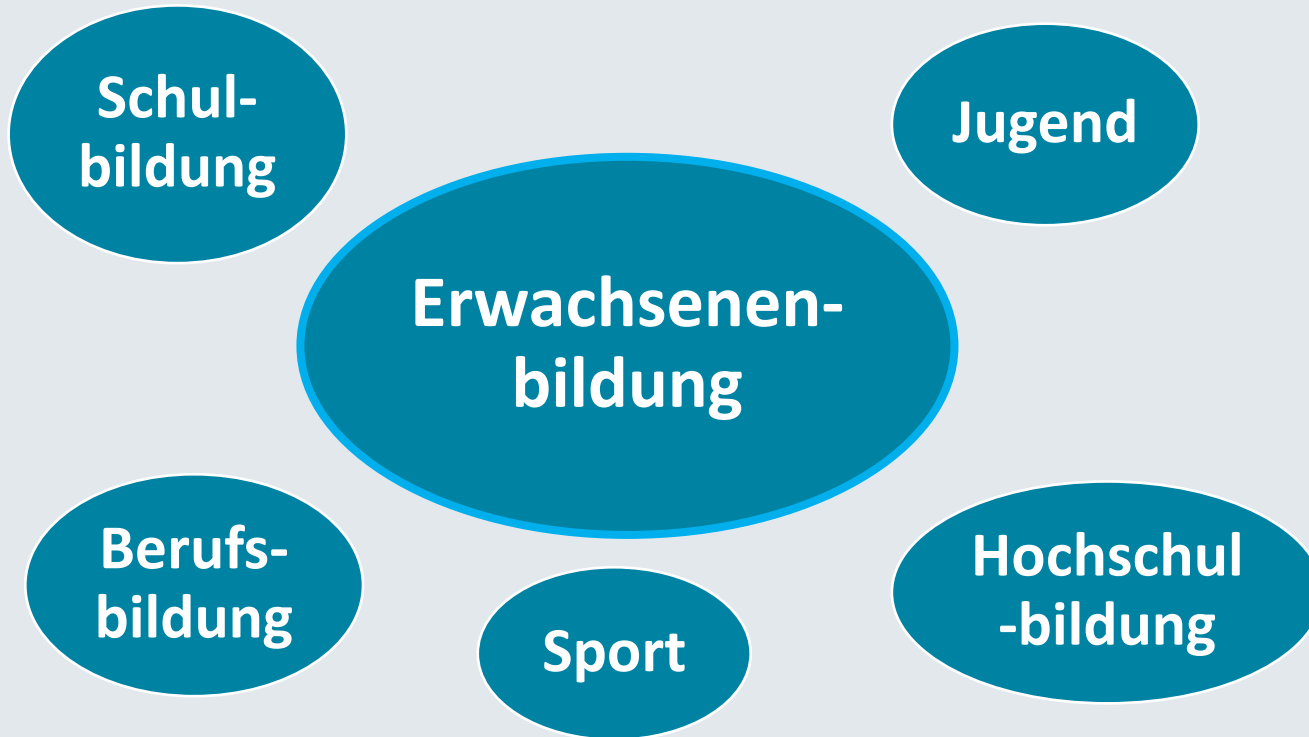 Schul-
bildung
Jugend
Erwachsenen-
bildung
Berufs-
bildung
Sport
Hochschul
-bildung